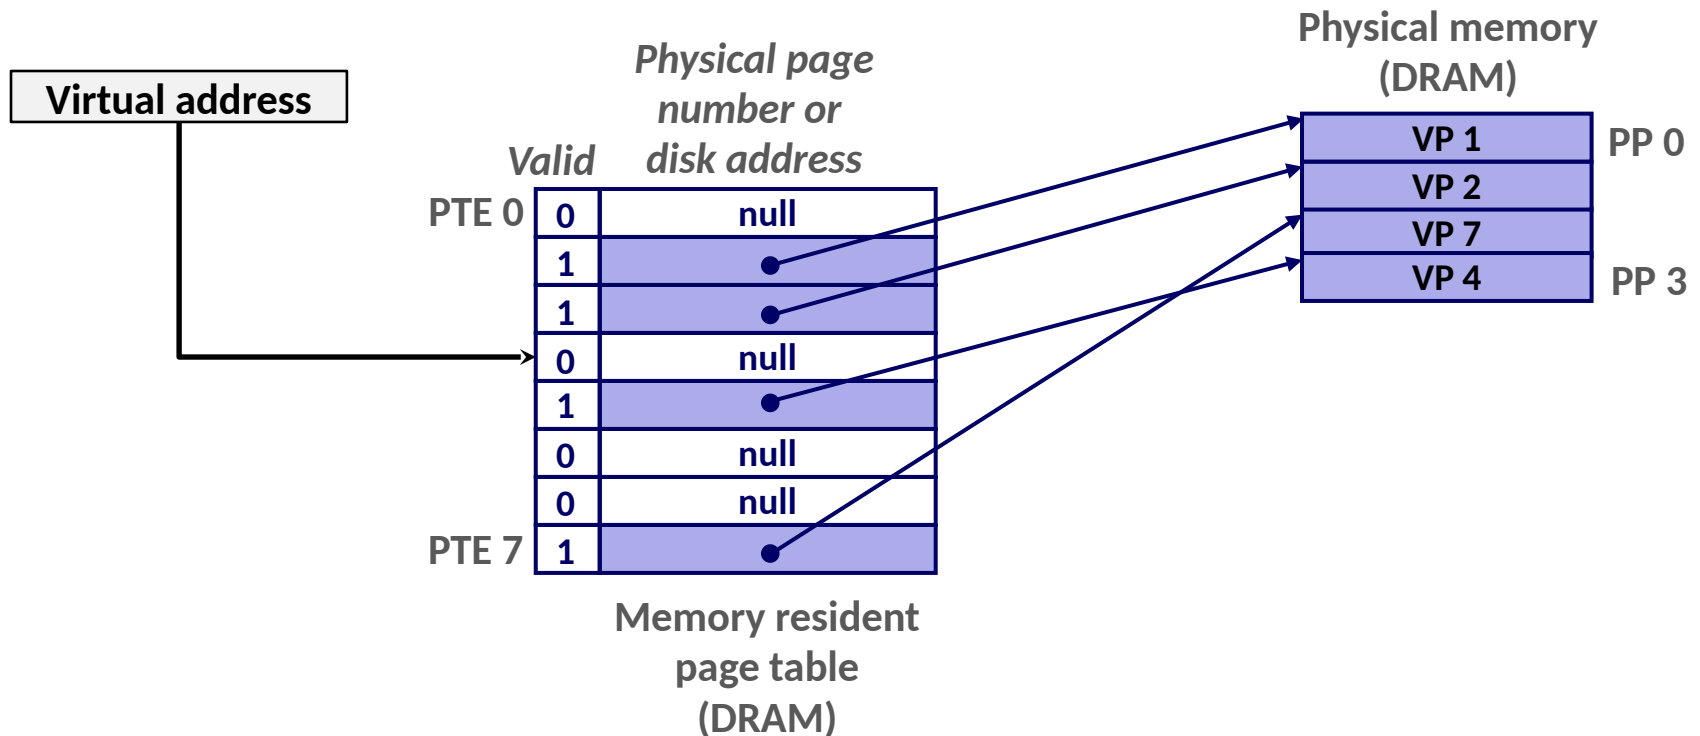 Physical memory
(DRAM)
Physical page
number or
disk address
Virtual address
Valid
VP 1
PP 0
VP 2
VP 7
VP 4
PP 3
PTE 0
0
null
1
1
0
null
1
0
null
0
null
PTE 7
1
Memory resident
page table
(DRAM)